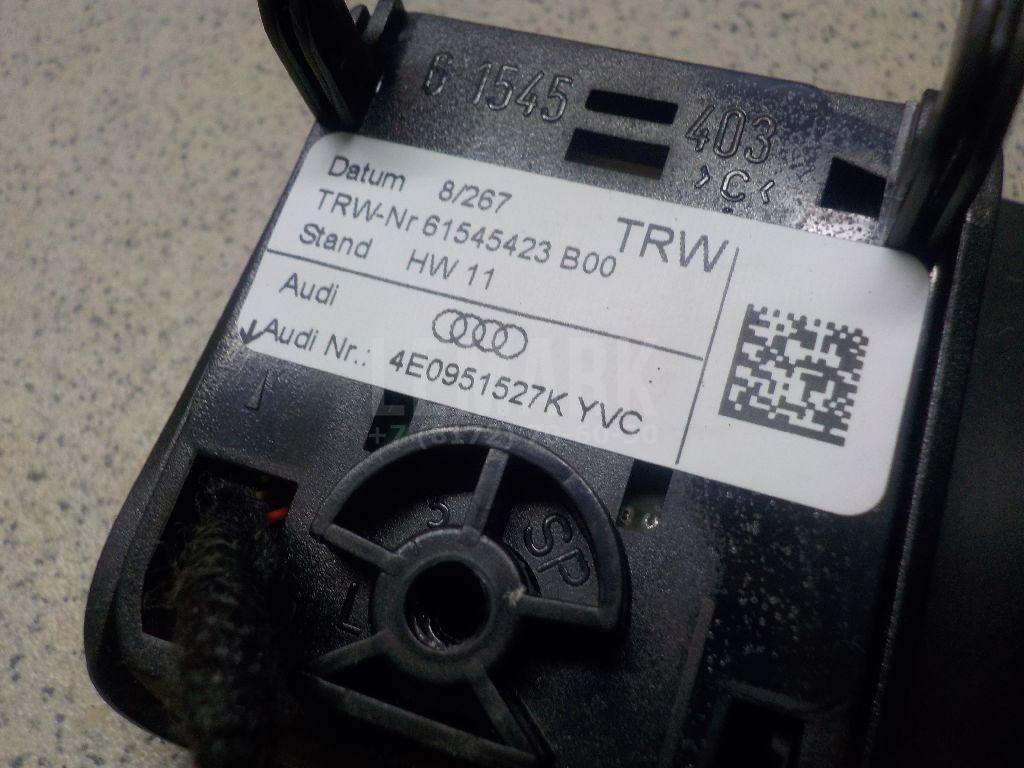 6 1545 403
>C<
Datum 8/267
TRW-Nr 61545423 B00
TRW
Stand HW 11
Audi
Audi Nr.: 4E0951527K YVC
SP
5
L